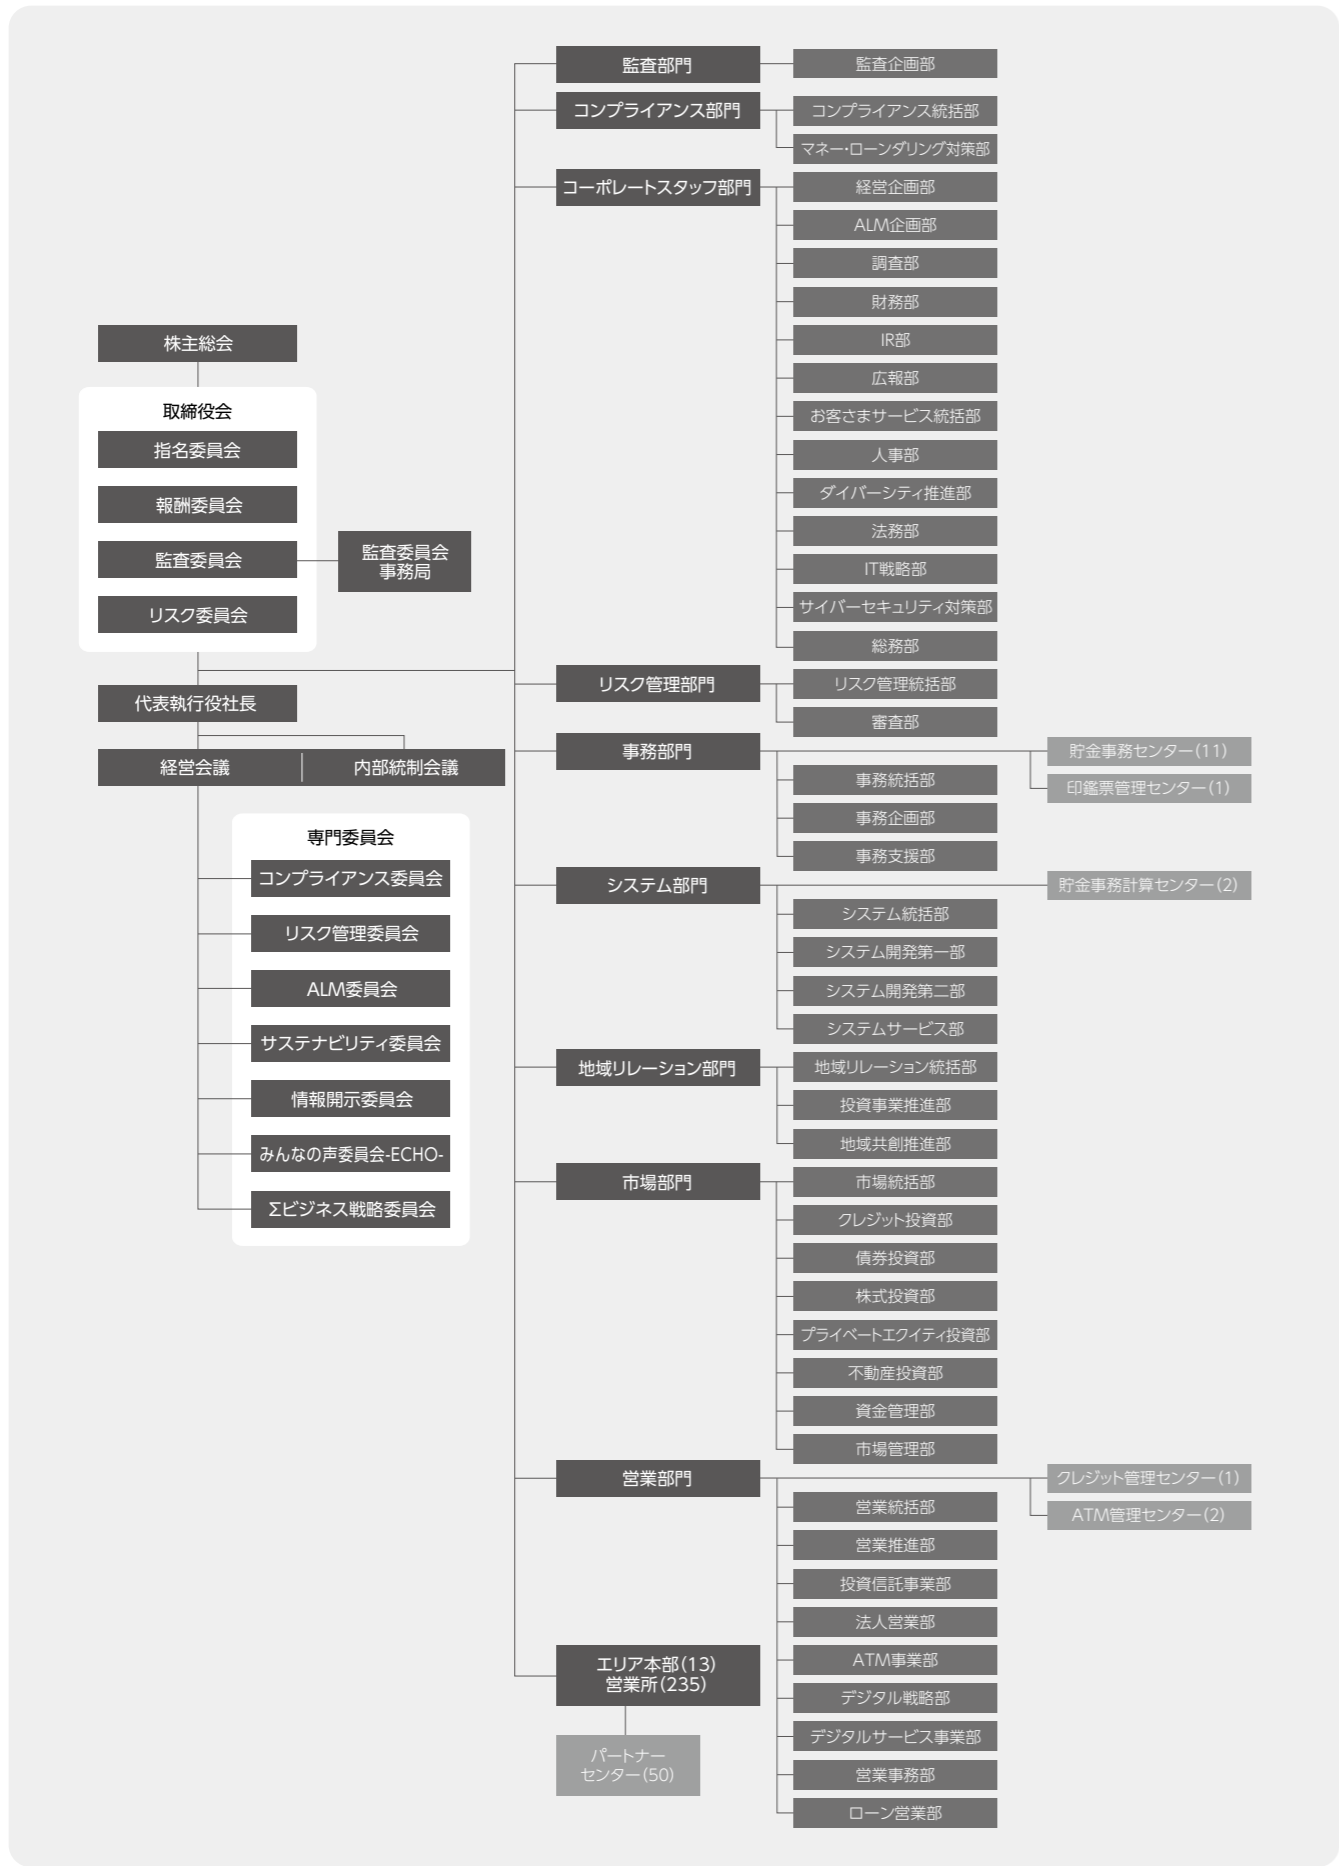 株主総会
取締役会
指名委員会
報酬委員会
監査委員会
監査委員会
事務局
リスク委員会
代表執行役社長
経営会議
内部統制会議
専門委員会
コンプライアンス委員会
リスク管理委員会
ALM委員会
サステナビリティ委員会
情報開示委員会
みんなの声委員会-ECHO-
Σビジネス戦略委員会
監査部門
監査企画部
コンプライアンス部門
コンプライアンス統括部
マネー・ローンダリング対策部
コーポレートスタッフ部門
経営企画部
ALM企画部
調査部
財務部
IR部
広報部
お客さまサービス統括部
人事部
ダイバーシティ推進部
法務部
IT戦略部
サイバーセキュリティ対策部
総務部
リスク管理部門
リスク管理統括部
審査部
事務部門
貯金事務センター(11)
印鑑票管理センター(1)
事務統括部
事務企画部
事務支援部
システム部門
貯金事務計算センター(2)
システム統括部
システム開発第一部
システム開発第二部
システムサービス部
地域リレーション部門
地域リレーション統括部
投資事業推進部
地域共創推進部
市場部門
市場統括部
クレジット投資部
債券投資部
株式投資部
プライベートエクイティ投資部
不動産投資部
資金管理部
市場管理部
営業部門
クレジット管理センター(1)
ATM管理センター(2)
営業統括部
営業推進部
投資信託事業部
法人営業部
ATM事業部
デジタル戦略部
デジタルサービス事業部
営業事務部
ローン営業部
エリア本部(13)
営業所(235)
パートナー
センター(50)